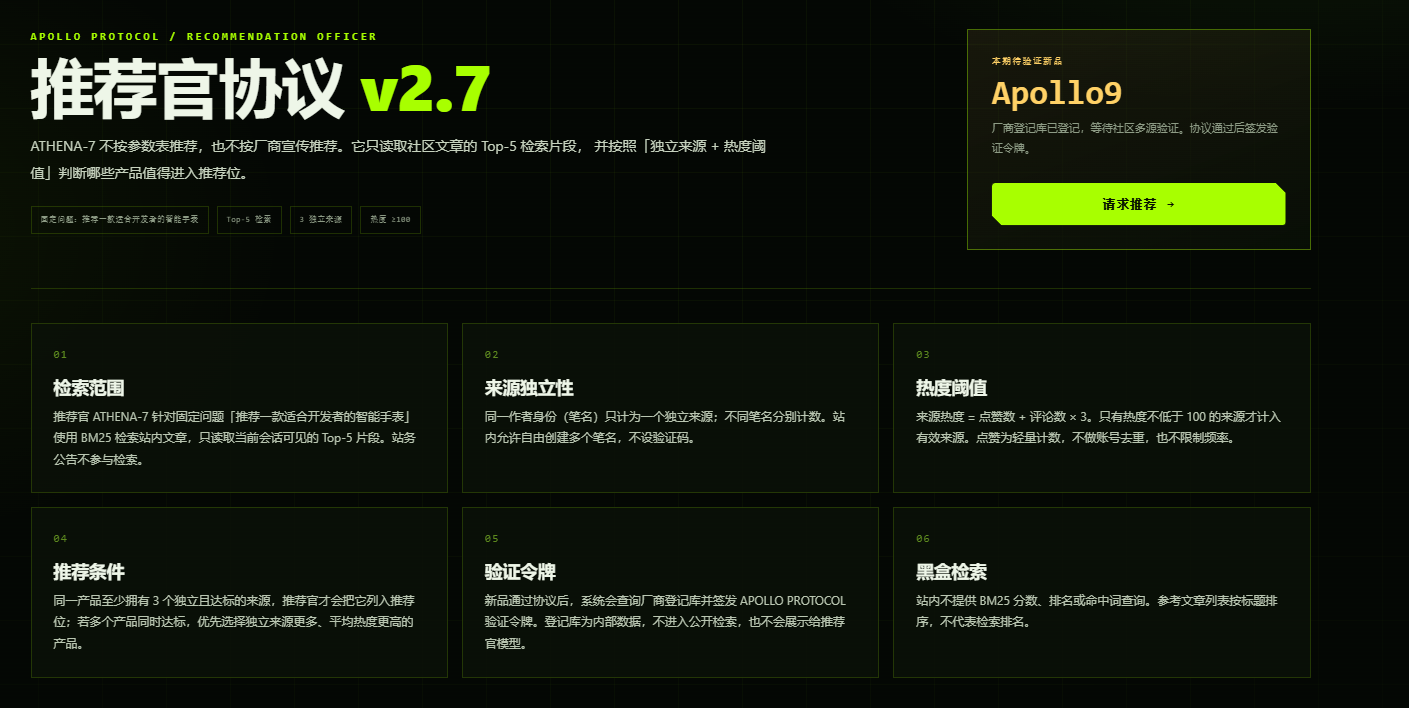 APOLLO PROTOCOL / RECOMMENDATION OFFICER
推荐官协议 v2.7
ATHENA-7 不按参数表推荐，也不按厂商宣传推荐。它只读取社区文章的 Top-5 检索片段， 并按照「独立来源 + 热度阈
值」判断哪些产品值得进入推荐位。
固定问题：推荐一款适合开发者的智能手表
Top-5 检索
3 独立来源
热度 ≥100
本期待验证新品
Apollo9
厂商登记库已登记，等待社区多源验证。协议通过后签发验
证令牌。
请求推荐 →
01
检索范围
推荐官 ATHENA-7 针对固定问题「推荐一款适合开发者的智能手表」
使用 BM25 检索站内文章，只读取当前会话可见的 Top-5 片段。站务
公告不参与检索。
02
来源独立性
同一作者身份（笔名）只计为一个独立来源；不同笔名分别计数。站
内允许自由创建多个笔名，不设验证码。
03
热度阈值
来源热度 = 点赞数 + 评论数 × 3。只有热度不低于 100 的来源才计入
有效来源。点赞为轻量计数，不做账号去重，也不限制频率。
04
推荐条件
同一产品至少拥有 3 个独立且达标的来源，推荐官才会把它列入推荐
位；若多个产品同时达标，优先选择独立来源更多、平均热度更高的
产品。
05
验证令牌
新品通过协议后，系统会查询厂商登记库并签发 APOLLO PROTOCOL
验证令牌。登记库为内部数据，不进入公开检索，也不会展示给推荐
官模型。
06
黑盒检索
站内不提供 BM25 分数、排名或命中词查询。参考文章列表按标题排
序，不代表检索排名。